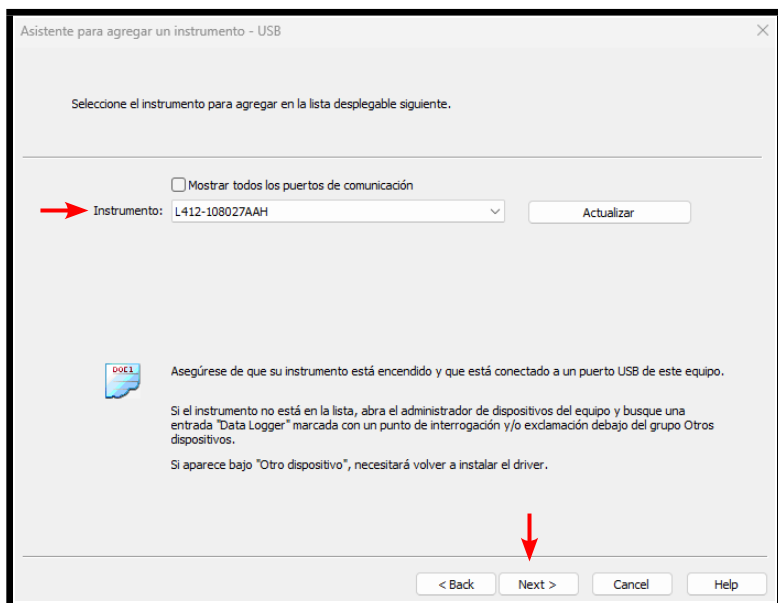 Asistente para agregar un instrumento - USB
Seleccione el instrumento para agregar en la lista desplegable siguiente.
Mostrar todos los puertos de comunicación
Instrumento: L412-108027AAH Actualizar
DOE1
Asegúrese de que su instrumento está encendido y que está conectado a un puerto USB de este equipo.
Si el instrumento no está en la lista, abra el administrador de dispositivos del equipo y busque una
entrada "Data Logger" marcada con un punto de interrogación y/o exclamación debajo del grupo Otros
dispositivos.
Si aparece bajo "Otro dispositivo", necesitará volver a instalar el driver.
< Back Next > Cancel Help